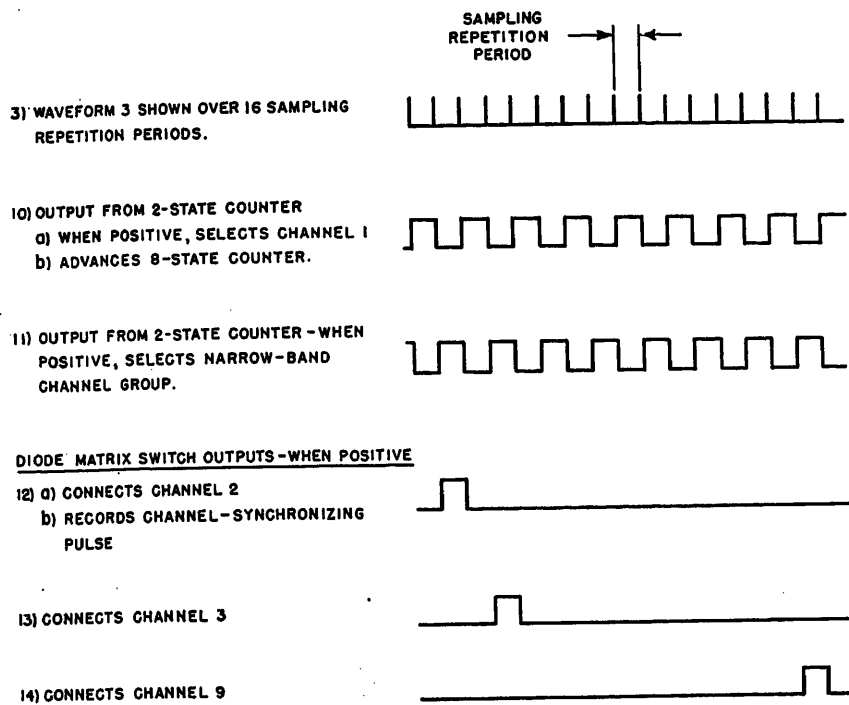 SAMPLING
REPETITION
PERIOD
3) WAVEFORM 3 SHOWN OVER 16 SAMPLING
REPETITION PERIODS.
10) OUTPUT FROM 2-STATE COUNTER
a) WHEN POSITIVE, SELECTS CHANNEL 1
b) ADVANCES 8-STATE COUNTER.
11) OUTPUT FROM 2-STATE COUNTER-WHEN
POSITIVE, SELECTS NARROW-BAND
CHANNEL GROUP.
DIODE MATRIX SWITCH OUTPUTS-WHEN POSITIVE
12) a) CONNECTS CHANNEL 2
b) RECORDS CHANNEL-SYNCHRONIZING
PULSE
13) CONNECTS CHANNEL 3
14) CONNECTS CHANNEL 9